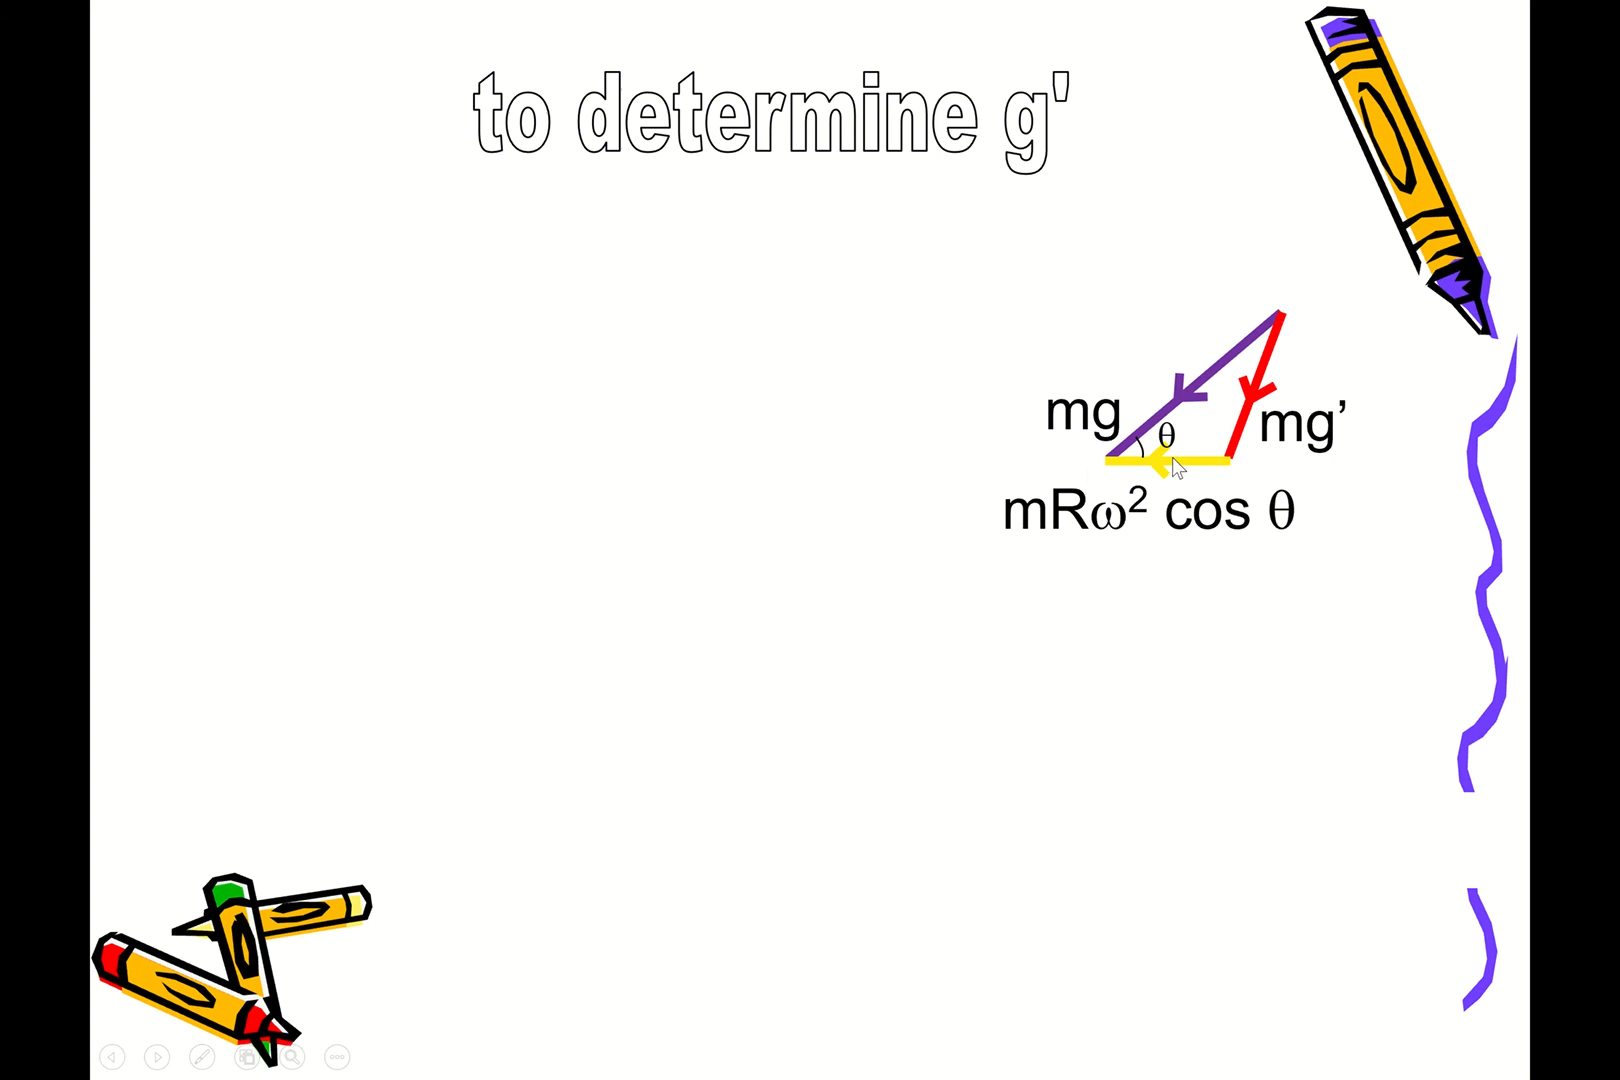 to determine g'
mg
θ
mg’
mRω² cos θ